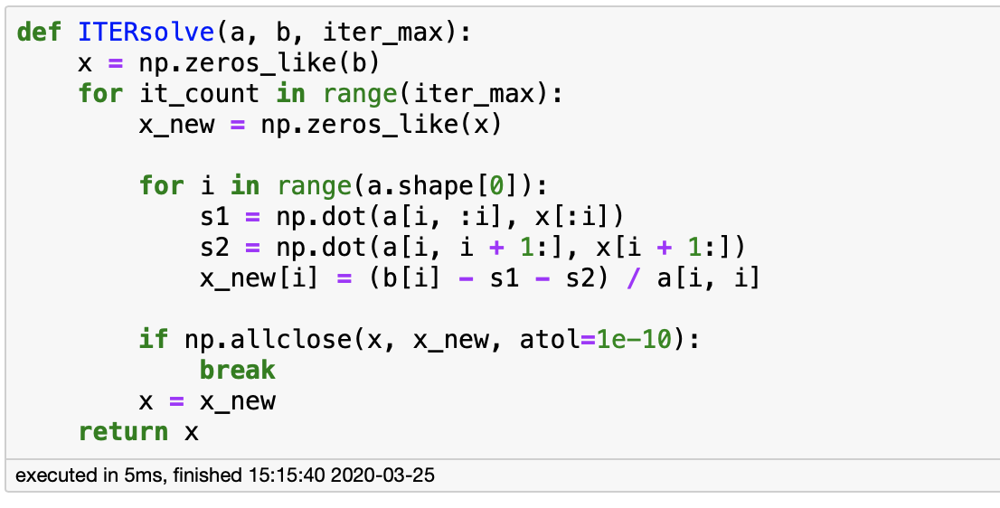 def ITERsolve(a, b, iter_max):
    x = np.zeros_like(b)
    for it_count in range(iter_max):
        x_new = np.zeros_like(x)

        for i in range(a.shape[0]):
            s1 = np.dot(a[i, :i], x[:i])
            s2 = np.dot(a[i, i + 1:], x[i + 1:])
            x_new[i] = (b[i] - s1 - s2) / a[i, i]

        if np.allclose(x, x_new, atol=1e-10):
            break
        x = x_new
    return x
executed in 5ms, finished 15:15:40 2020-03-25